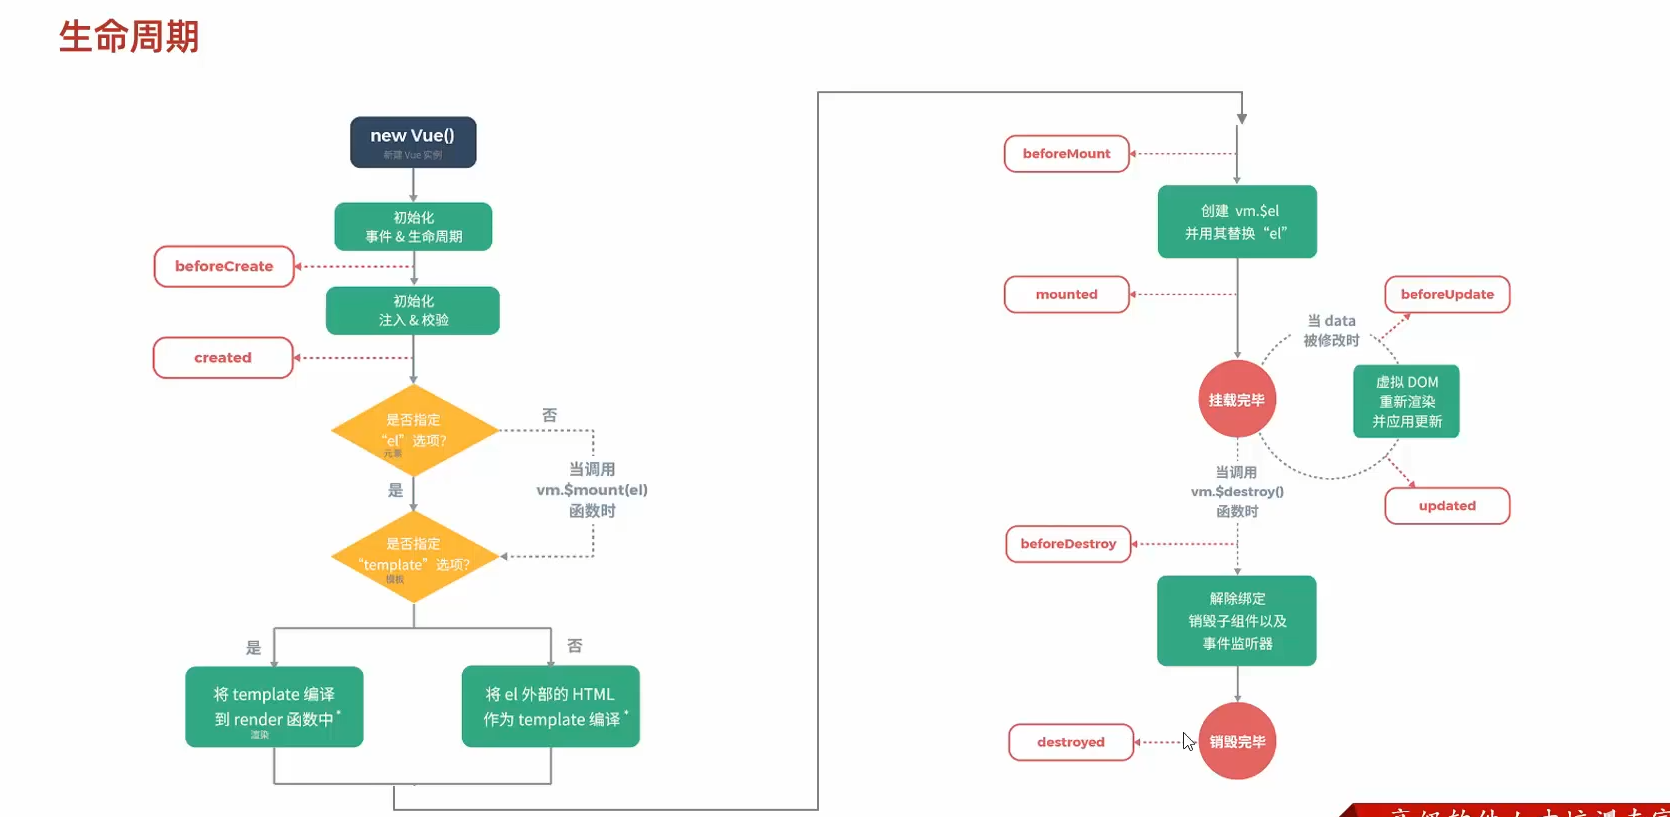 生命周期
new Vue()
新建 Vue 实例
初始化
事件 & 生命周期
beforeCreate
初始化
注入 & 校验
created
是否指定
“el” 选项?
元素
否
是
当调用
vm.$mount(el)
函数时
是否指定
“template” 选项?
模板
是
否
将 template 编译
到 render 函数中*
渲染
将 el 外部的 HTML
作为 template 编译*
beforeMount
创建 vm.$el
并用其替换 “el”
mounted
beforeUpdate
当 data
被修改时
挂载完毕
虚拟 DOM
重新渲染
并应用更新
当调用
vm.$destroy()
函数时
updated
beforeDestroy
解除绑定
销毁子组件以及
事件监听器
destroyed
销毁完毕